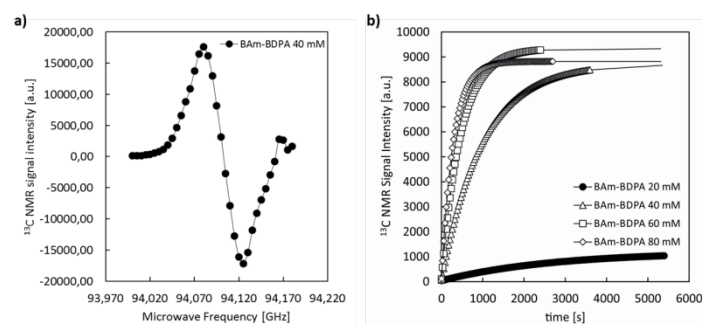 a)
20000,00
15000,00
10000,00
5000,00
0,00
-5000,00
-10000,00
-15000,00
-20000,00
93,970 94,020 94,070 94,120 94,170 94,220
Microwave Frequency [GHz]
¹³C NMR signal intensity [a.u.]
BAm-BDPA 40 mM
b)
10000
9000
8000
7000
6000
5000
4000
3000
2000
1000
0
0 1000 2000 3000 4000 5000 6000
time [s]
¹³C NMR signal Intensity [a.u.]
BAm-BDPA 20 mM
BAm-BDPA 40 mM
BAm-BDPA 60 mM
BAm-BDPA 80 mM